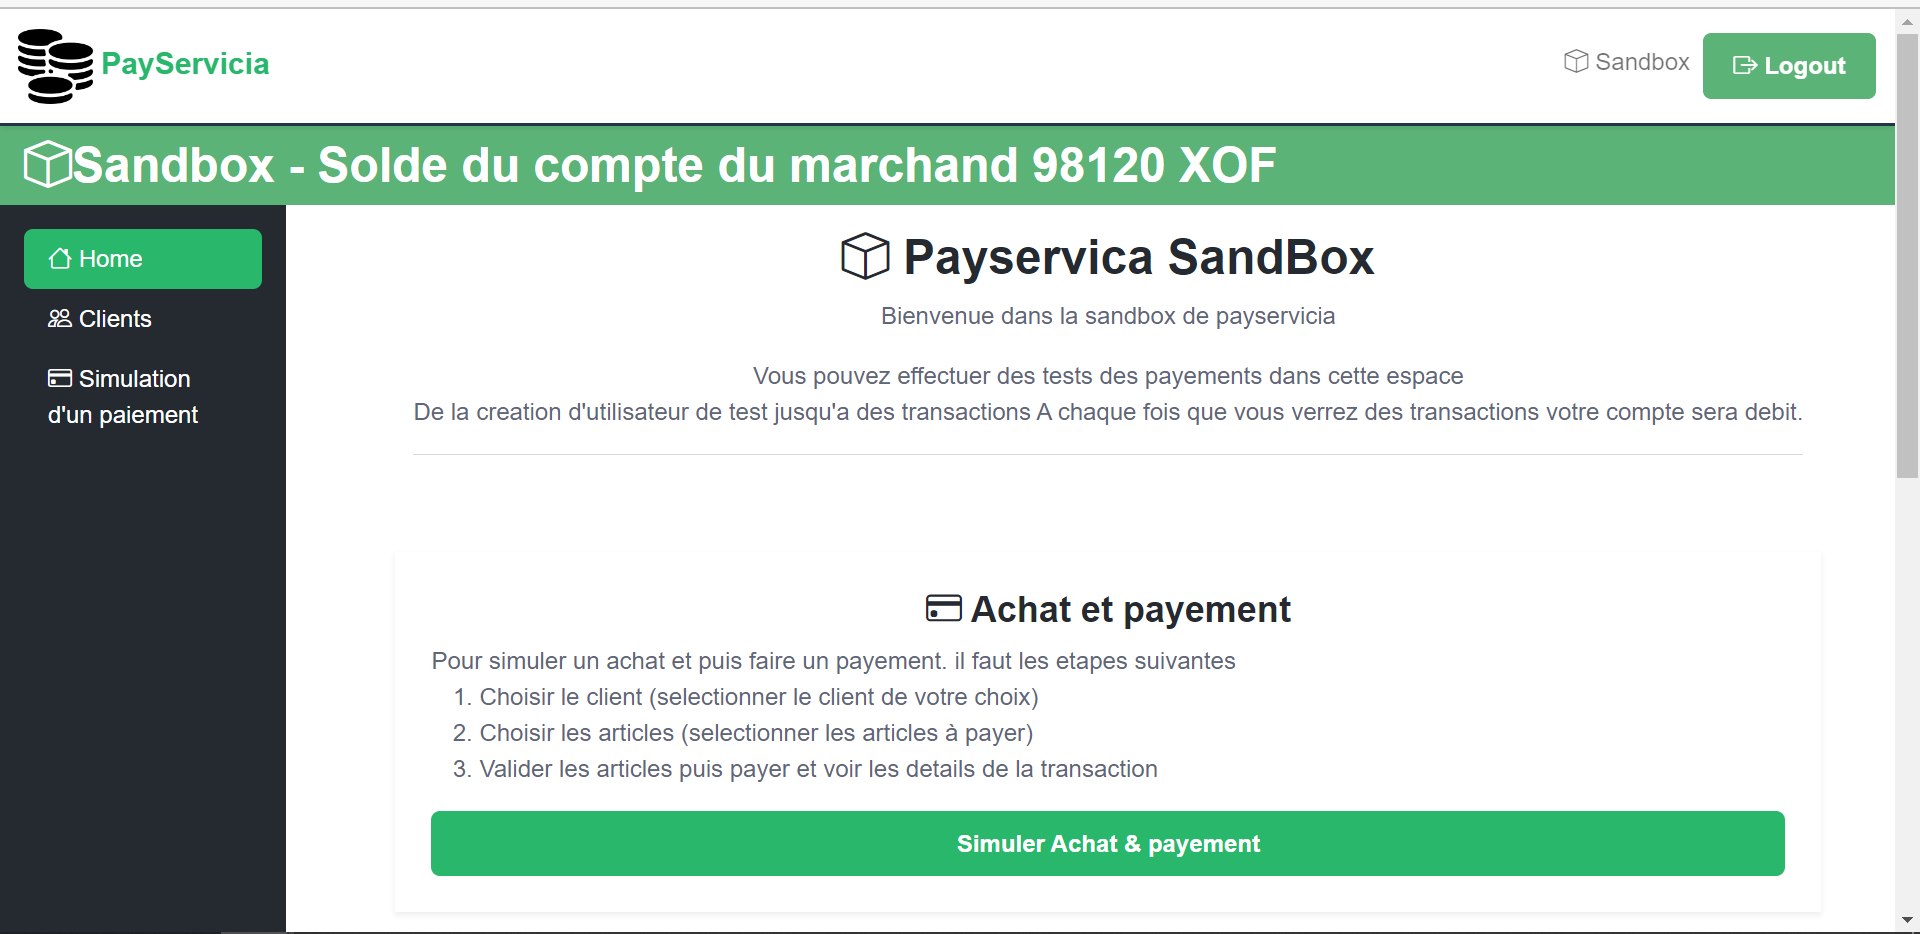 PayServicia
Sandbox
Logout
Sandbox - Solde du compte du marchand 98120 XOF
Home
Clients
Simulation
d'un paiement
Payservica SandBox
Bienvenue dans la sandbox de payservicia
Vous pouvez effectuer des tests des payements dans cette espace
De la creation d'utilisateur de test jusqu'a des transactions A chaque fois que vous verrez des transactions votre compte sera debit.
Achat et payement
Pour simuler un achat et puis faire un payement. il faut les etapes suivantes
1. Choisir le client (selectionner le client de votre choix)
2. Choisir les articles (selectionner les articles à payer)
3. Valider les articles puis payer et voir les details de la transaction
Simuler Achat & payement